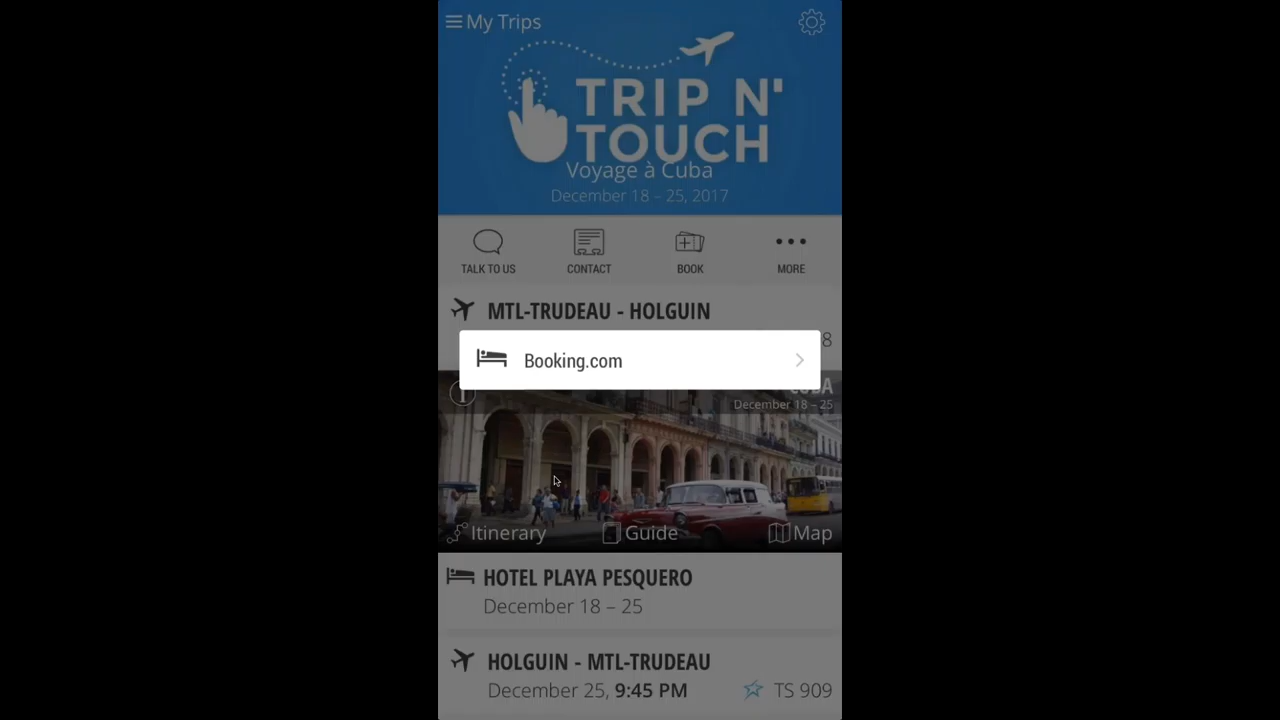 My Trips
TRIP N'
TOUCH
Voyage à Cuba
December 18 – 25, 2017
TALK TO US
CONTACT
BOOK
MORE
MTL-TRUDEAU - HOLGUIN
8
Booking.com
CUBA
December 18 – 25
Itinerary
Guide
Map
HOTEL PLAYA PESQUERO
December 18 – 25
HOLGUIN - MTL-TRUDEAU
December 25, 9:45 PM
TS 909